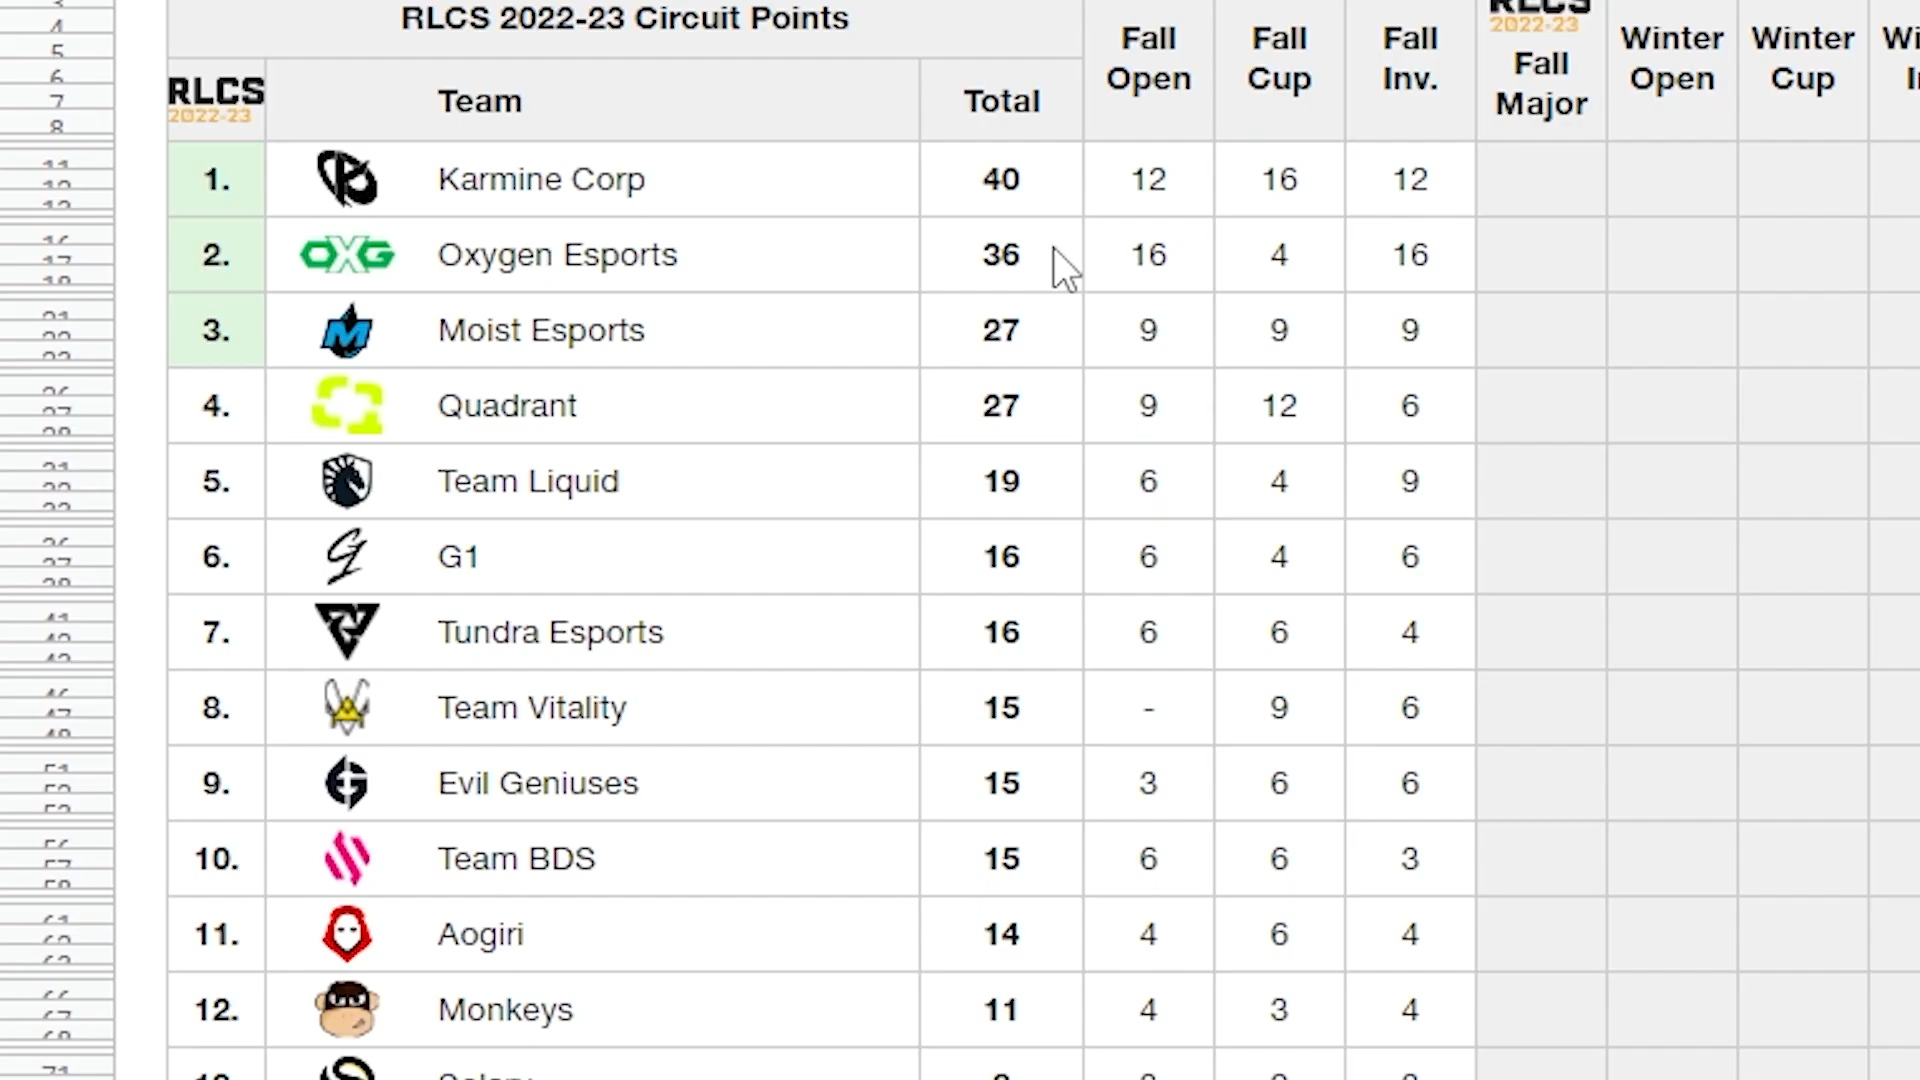 RLCS 2022-23 Circuit Points
Fall Open
Fall Cup
Fall Inv.
RLCS
2022-23
Fall Major
Winter Open
Winter Cup
RLCS
2022-23
Team
Total
1. Karmine Corp 40 12 16 12
2. OXG Oxygen Esports 36 16 4 16
3. M Moist Esports 27 9 9 9
4. Quadrant 27 9 12 6
5. Team Liquid 19 6 4 9
6. G1 16 6 4 6
7. Tundra Esports 16 6 6 4
8. Team Vitality 15 - 9 6
9. Evil Geniuses 15 3 6 6
10. Team BDS 15 6 6 3
11. Aogiri 14 4 6 4
12. Monkeys 11 4 3 4